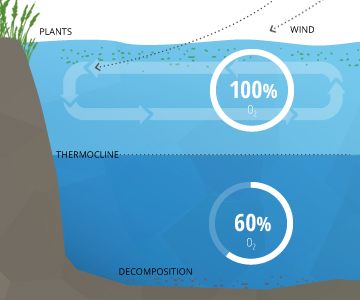 PLANTS
WIND
100%
O2
THERMOCLINE
60%
O2
DECOMPOSITION